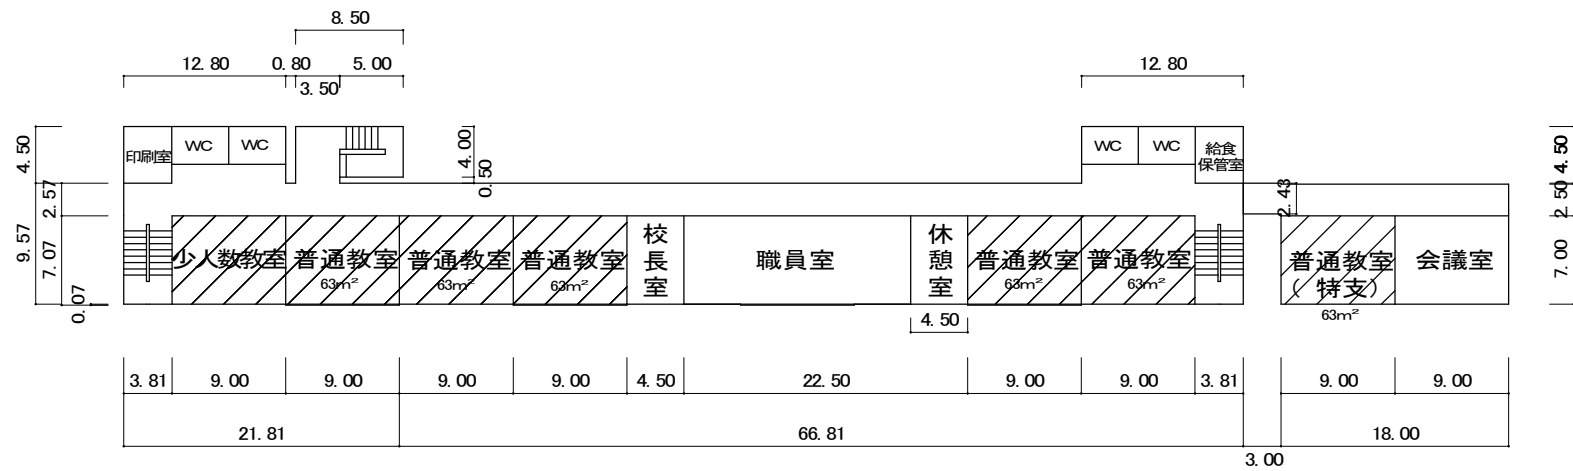 8.50
12.80
0.80
5.00
12.80
3.50
印刷室
WC
WC
WC
WC
給食
保管室
4.50
4.00
0.50
4.50
4.50
2.57
2.43
2.50
9.57
7.07
7.00
0.07
少人数教室
普通教室
63m²
普通教室
63m²
普通教室
63m²
校長室
職員室
休憩室
普通教室
63m²
普通教室
63m²
普通教室
(特支)
63m²
会議室
4.50
3.81
9.00
9.00
9.00
9.00
4.50
22.50
9.00
9.00
3.81
9.00
9.00
21.81
66.81
18.00
3.00